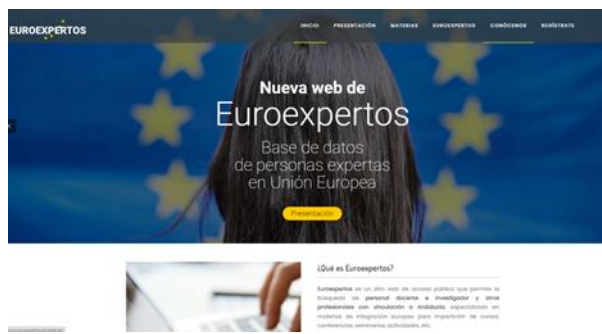 EUROEXPERTOS
INICIO PRESENTACIÓN MATERIAS EUROEXPERTOS CONÓCENOS REGÍSTRATE
Nueva web de
Euroexpertos
Base de datos
de personas expertas
en Unión Europea
Presentación
¿Qué es Euroexpertos?
Euroexpertos es un sitio web de acceso público que permite la
búsqueda de personal docente e investigador y otros
profesionales con vinculación a Andalucía especializada en
materias de integración europea para impartición de cursos,
conferencias, seminarios, actividades, etc.